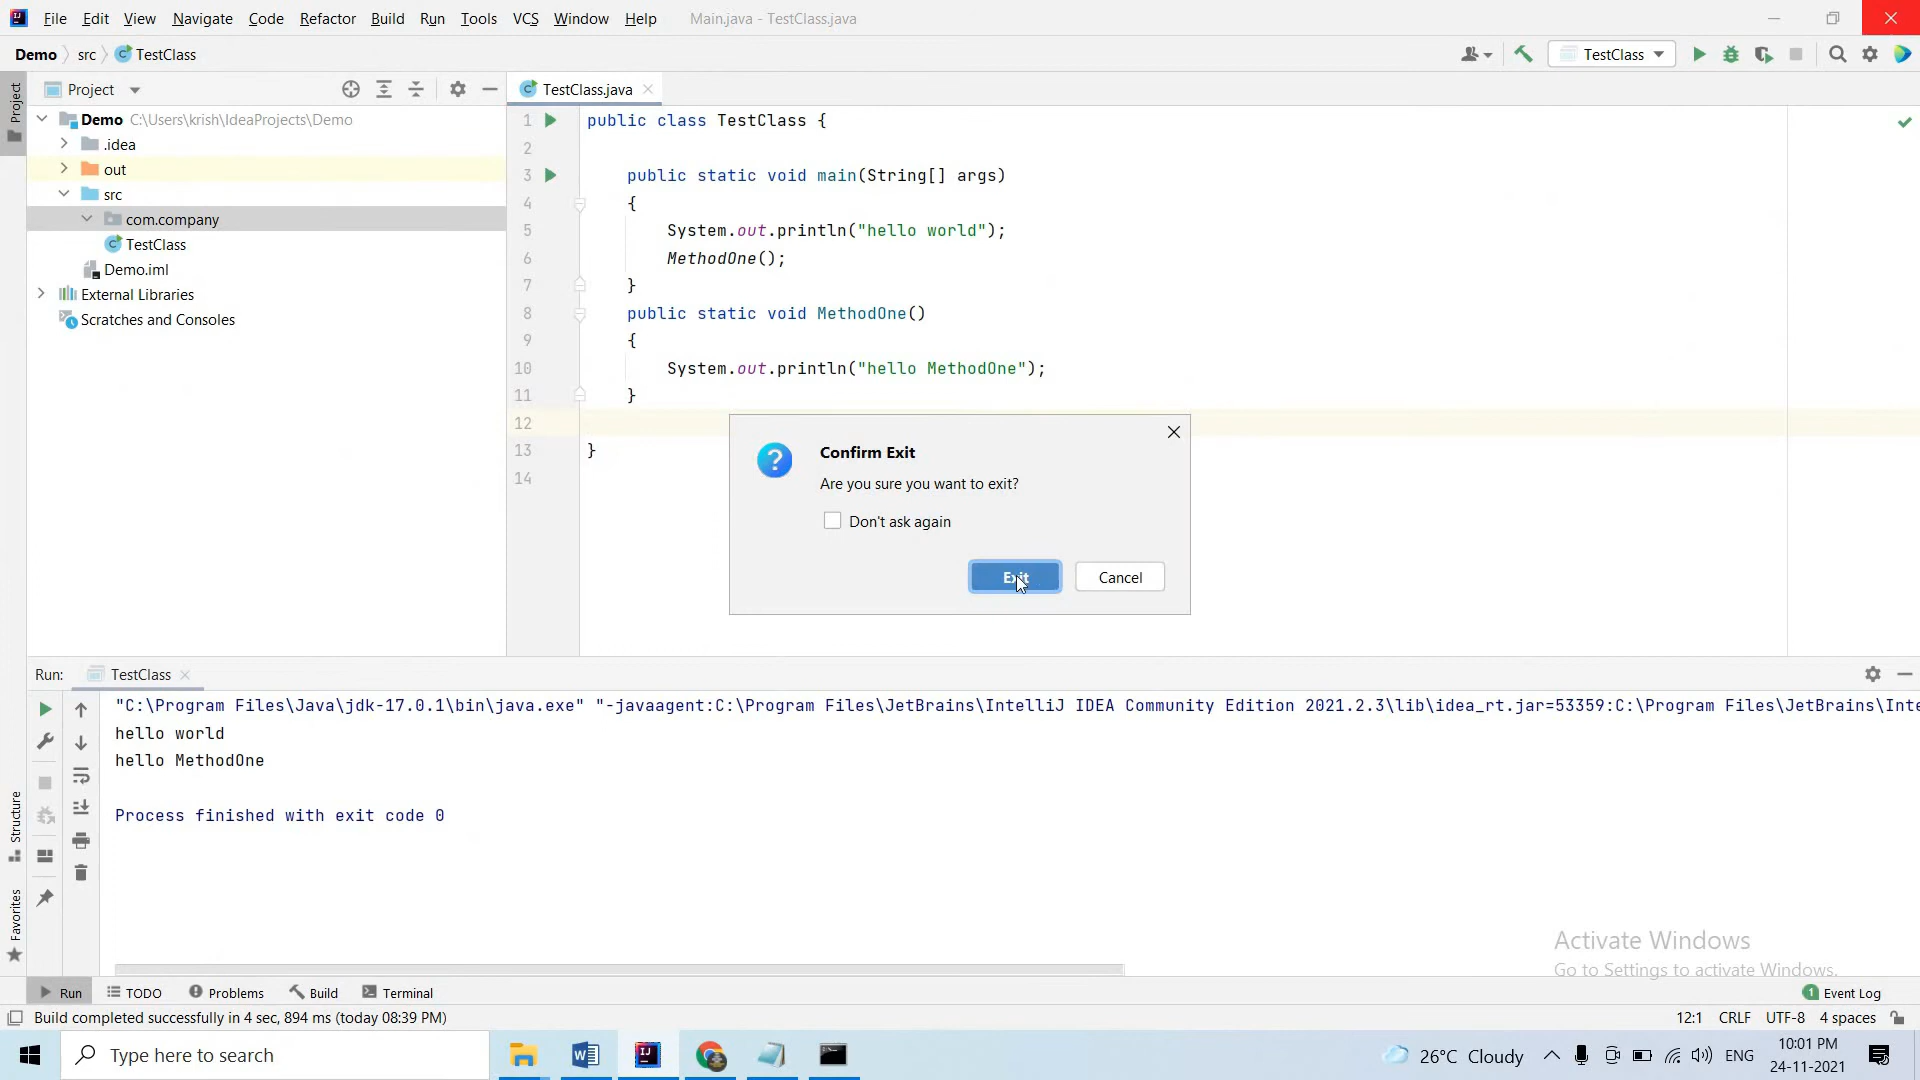 File Edit View Navigate Code Refactor Build Run Tools VCS Window Help Main.java - TestClass.java
Demo src TestClass
TestClass
Project
Project
TestClass.java
Demo C:\Users\krish\IdeaProjects\Demo
.idea
out
src
com.company
TestClass
Demo.iml
External Libraries
Scratches and Consoles
1 public class TestClass {
2
3 public static void main(String[] args)
4 {
5 System.out.println("hello world");
6 MethodOne();
7 }
8 public static void MethodOne()
9 {
10 System.out.println("hello MethodOne");
11 }
12
13 }
14
Confirm Exit
Are you sure you want to exit?
Don't ask again
Exit Cancel
Run: TestClass
"C:\Program Files\Java\jdk-17.0.1\bin\java.exe" "-javaagent:C:\Program Files\JetBrains\IntelliJ IDEA Community Edition 2021.2.3\lib\idea_rt.jar=53359:C:\Program Files\JetBrains\Inte
hello world
hello MethodOne
Process finished with exit code 0
Structure
Favorites
Activate Windows
Go to Settings to activate Windows.
Run TODO Problems Build Terminal 1 Event Log
Build completed successfully in 4 sec, 894 ms (today 08:39 PM) 12:1 CRLF UTF-8 4 spaces
Type here to search
26°C Cloudy ENG
10:01 PM
24-11-2021